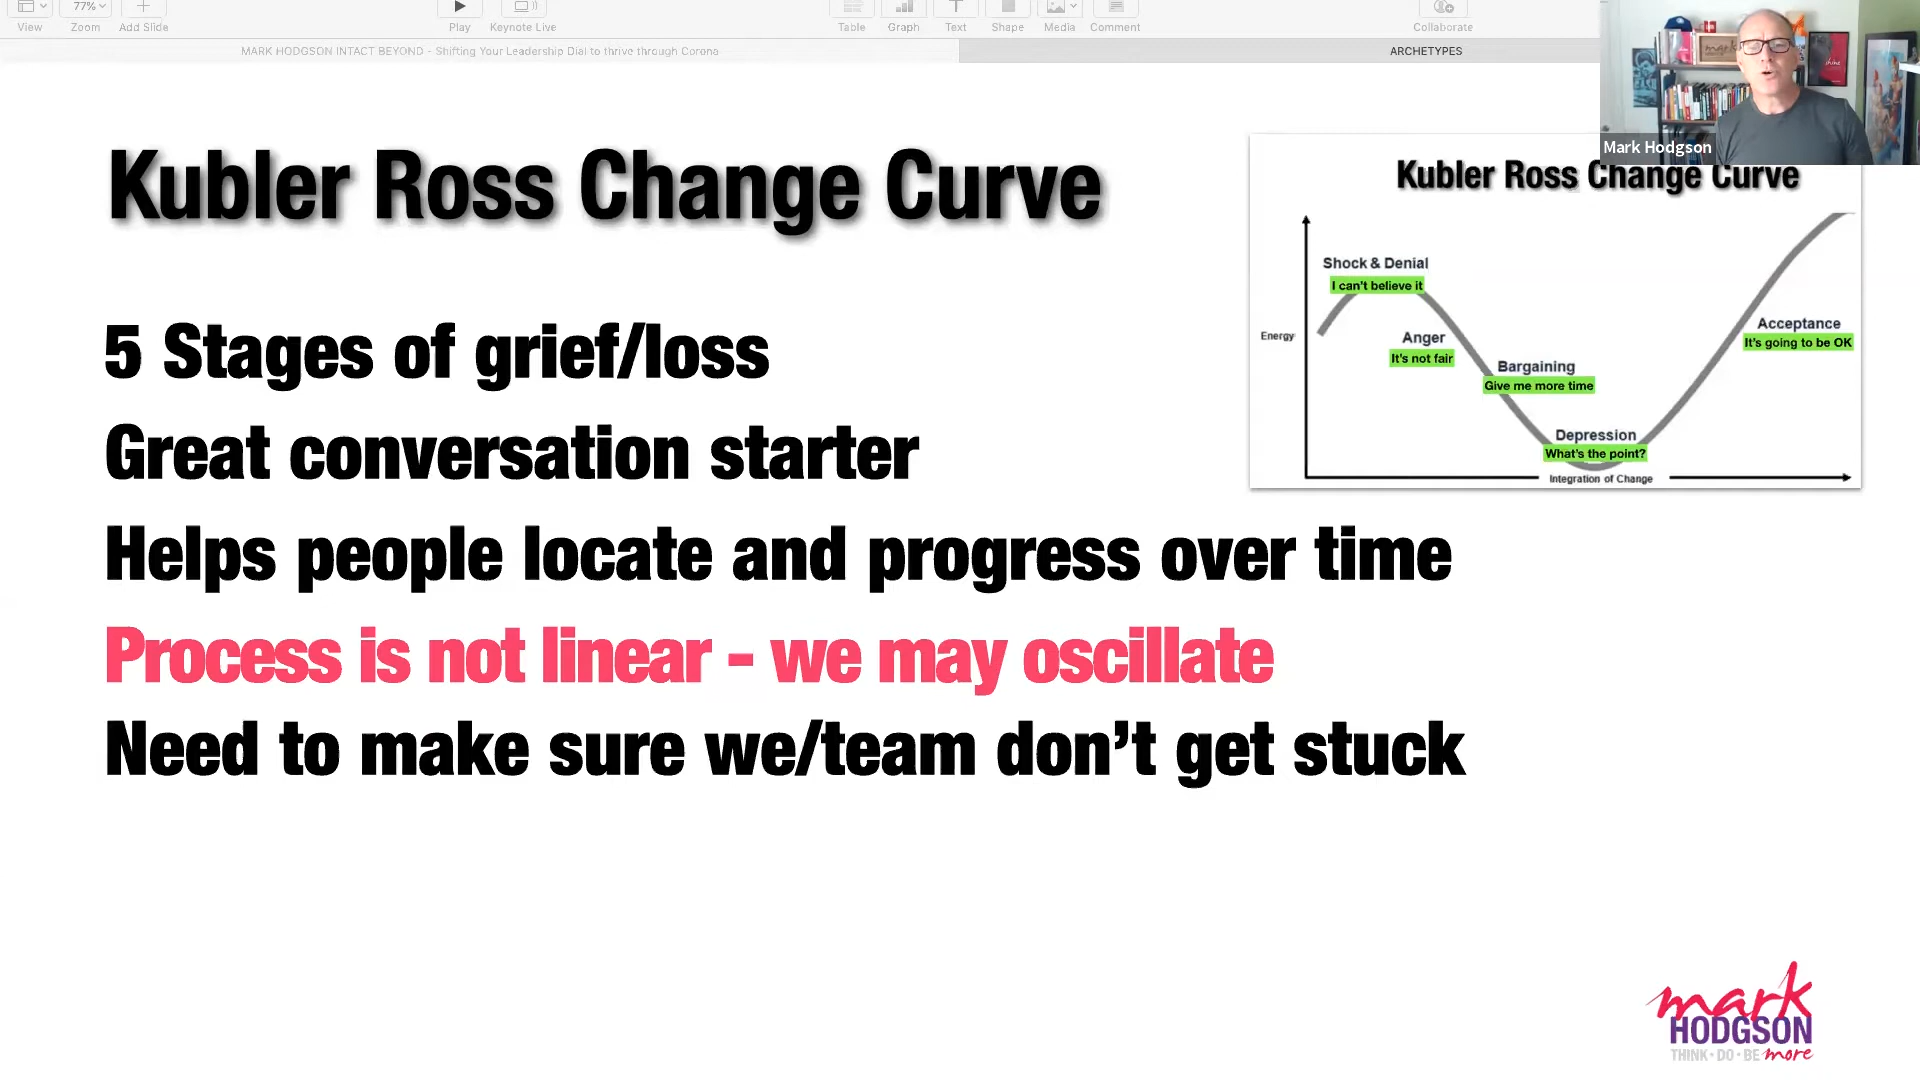 View
77%
Zoom
Add Slide
Play
Keynote Live
Table
Graph
Text
Shape
Media
Comment
Collaborate
MARK HODGSON INTACT BEYOND - Shifting Your Leadership Dial to thrive through Corona
ARCHETYPES
Mark Hodgson
Kubler Ross Change Curve
5 Stages of grief/loss
Great conversation starter
Helps people locate and progress over time
Process is not linear - we may oscillate
Need to make sure we/team don’t get stuck
Kubler Ross Change Curve
Shock & Denial
I can't believe it
Energy
Anger
It's not fair
Bargaining
Give me more time
Depression
What's the point?
Acceptance
It's going to be OK
Integration of Change
mark
HODGSON
THINK · DO · BE more